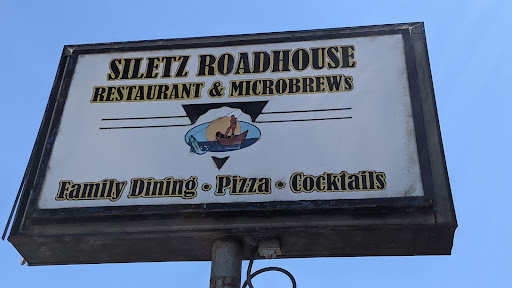 SILETZ ROADHOUSE
RESTAURANT & MICROBREWS
Family Dining • Pizza • Cocktails